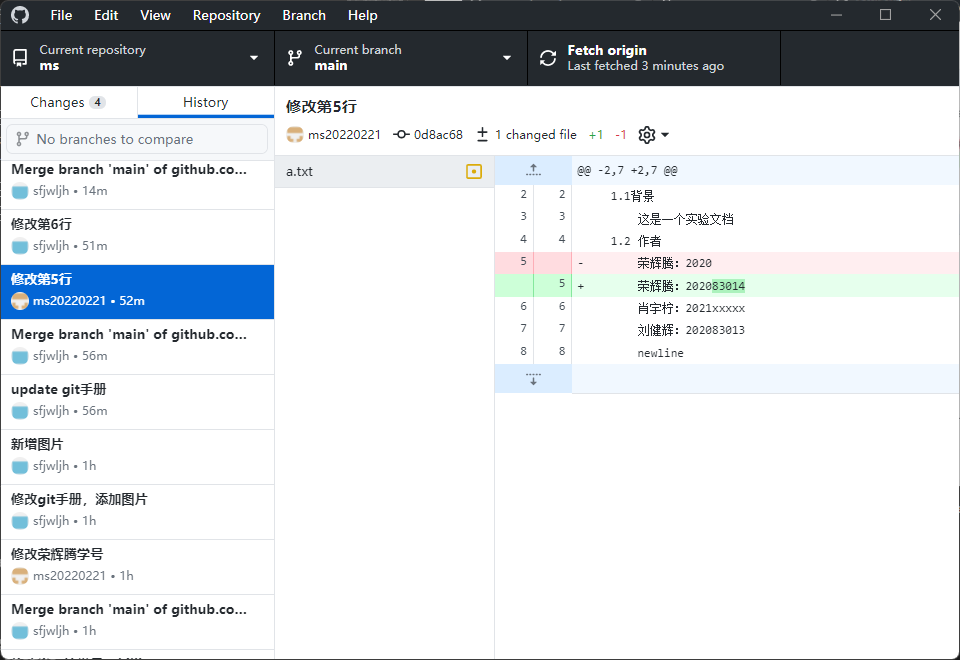 File Edit View Repository Branch Help
Current repository
ms
Current branch
main
Fetch origin
Last fetched 3 minutes ago
Changes 4
History
No branches to compare
Merge branch 'main' of github.co...
sfjwljh • 14m
修改第6行
sfjwljh • 51m
修改第5行
ms20220221 • 52m
Merge branch 'main' of github.co...
sfjwljh • 56m
update git手册
sfjwljh • 56m
新增图片
sfjwljh • 1h
修改git手册，添加图片
sfjwljh • 1h
修改荣辉腾学号
ms20220221 • 1h
Merge branch 'main' of github.co...
sfjwljh • 1h
修改第5行
ms20220221 0d8ac68 1 changed file +1 -1
a.txt
@@ -2,7 +2,7 @@
2 2 1.1背景
3 3 这是一个实验文档
4 4 1.2 作者
5 - 荣辉腾：2020
5 + 荣辉腾：202083014
6 6 肖宇柠：2021xxxxx
7 7 刘健辉：202083013
8 8 newline